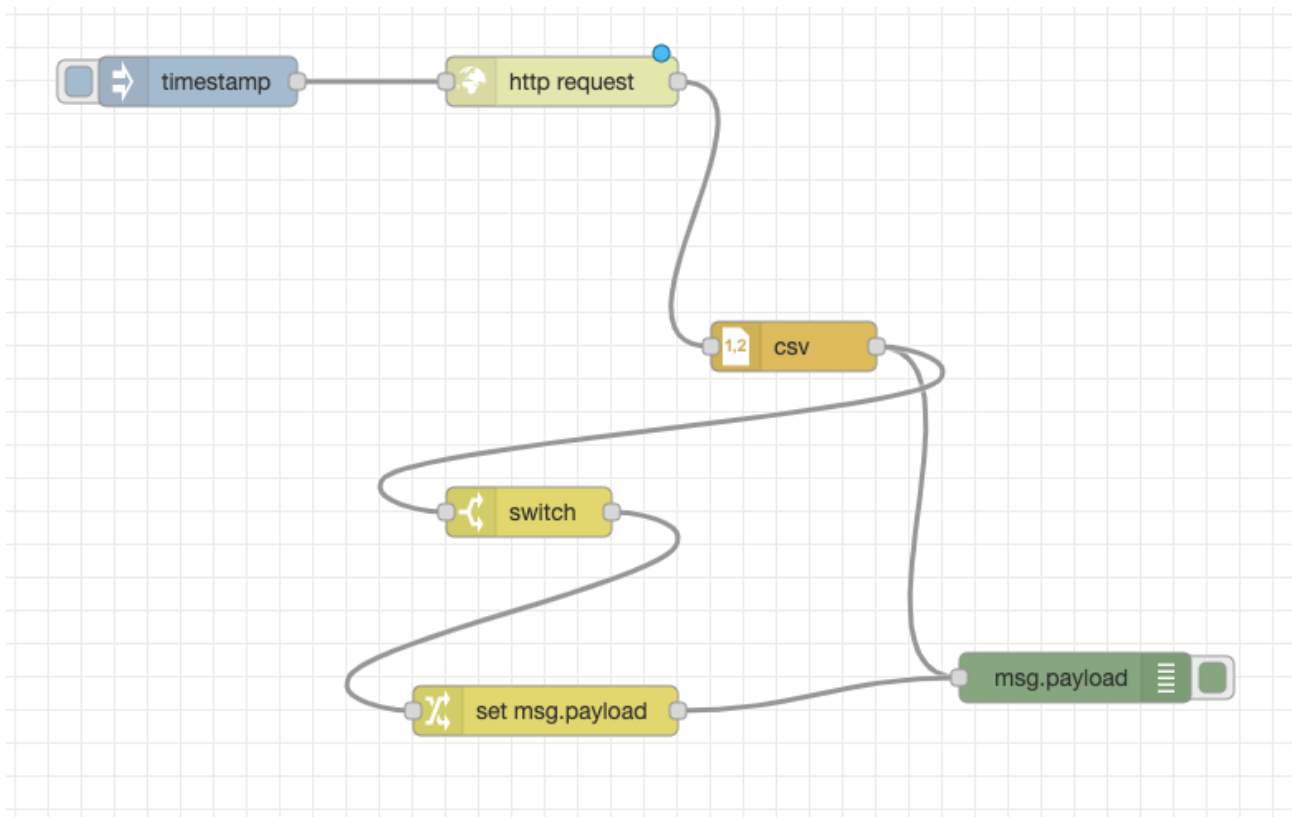 timestamp
http request
1,2
csv
switch
msg.payload
set msg.payload